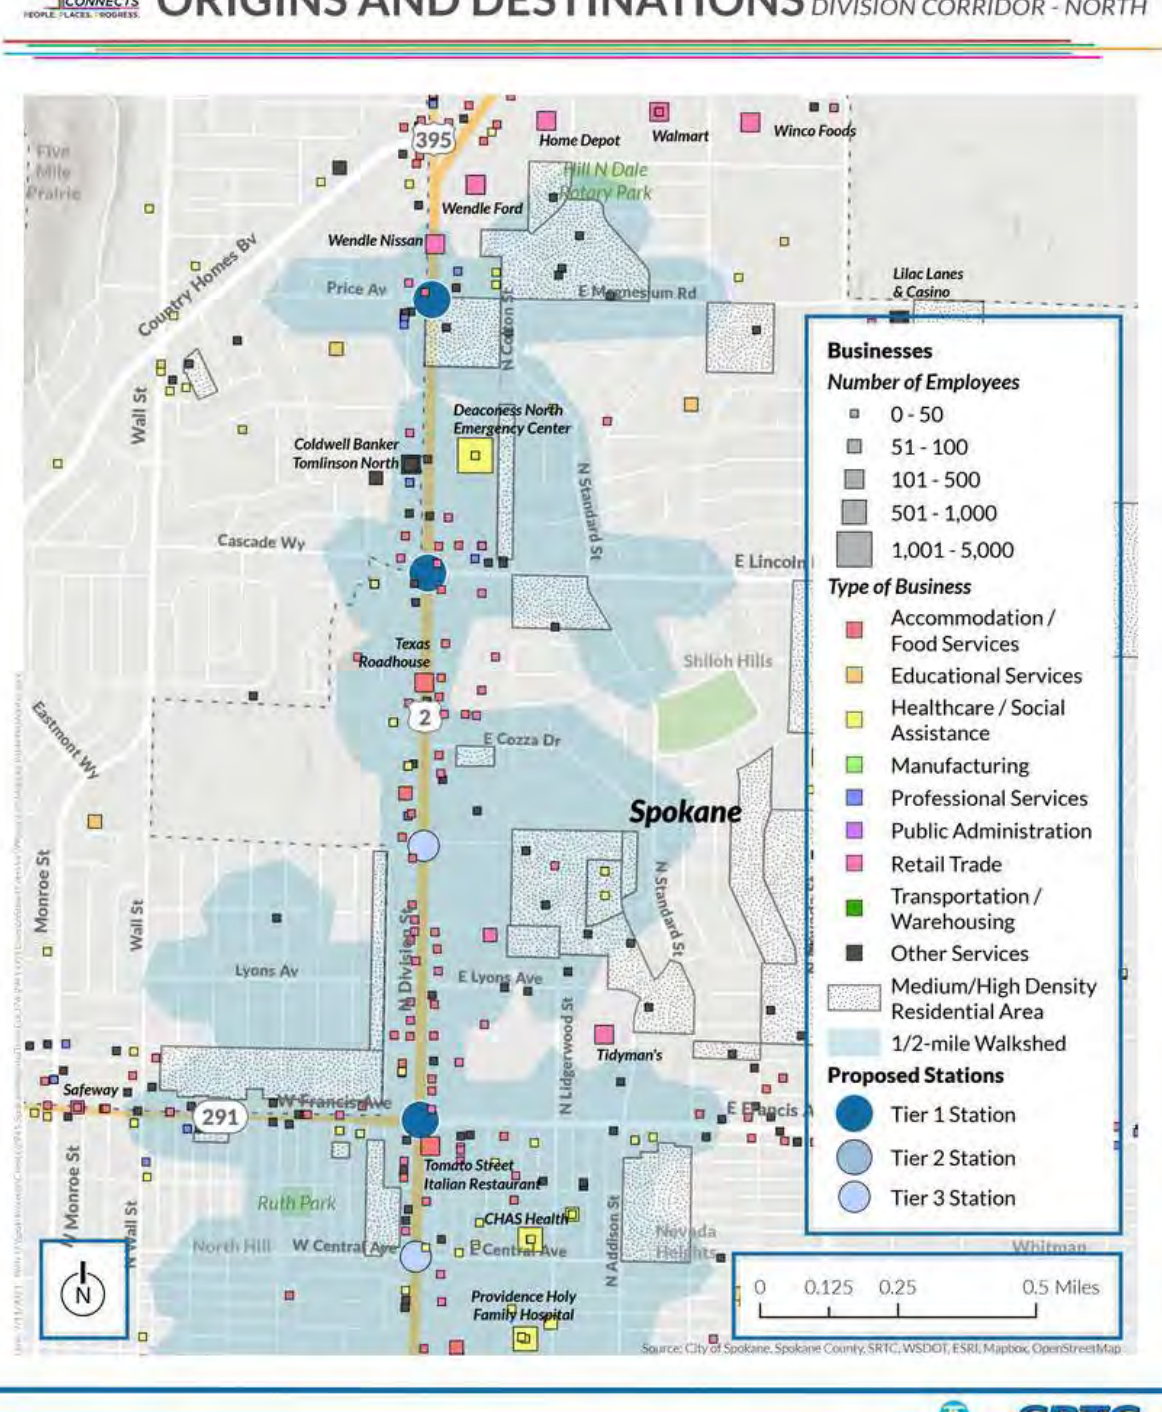 CONNECTS
PEOPLE. PLACES. PROGRESS.
ORIGINS AND DESTINATIONS DIVISION CORRIDOR - NORTH
Five
Mile
Prairie
395
Home Depot
Walmart
Winco Foods
Hill N Dale
Rotary Park
Wendle Ford
Wendle Nissan
Country Homes Bv
Price Av
E Magnesium Rd
N Colton St
Lilac Lanes
& Casino
Wall St
Deaconess North
Emergency Center
Coldwell Banker
Tomlinson North
N Standard St
Cascade Wy
E Lincoln
Texas
Roadhouse
Shiloh Hills
2
E Cozza Dr
Eastmont Wy
Spokane
Monroe St
Wall St
N Division St
N Standard St
Lyons Av
E Lyons Ave
N Lidgerwood St
Tidyman's
Safeway
291
W Francis Ave
E Francis A
Tomato Street
Italian Restaurant
Ruth Park
CHAS Health
W Monroe St
N Wall St
North Hill
W Central Ave
E Central Ave
N Addison St
Nevada
Heights
Whitman
Providence Holy
Family Hospital
N
Businesses
Number of Employees
0 - 50
51 - 100
101 - 500
501 - 1,000
1,001 - 5,000
Type of Business
Accommodation /
Food Services
Educational Services
Healthcare / Social
Assistance
Manufacturing
Professional Services
Public Administration
Retail Trade
Transportation /
Warehousing
Other Services
Medium/High Density
Residential Area
1/2-mile Walkshed
Proposed Stations
Tier 1 Station
Tier 2 Station
Tier 3 Station
0 0.125 0.25 0.5 Miles
Source: City of Spokane, Spokane County, SRTC, WSDOT, ESRI, Mapbox, OpenStreetMap